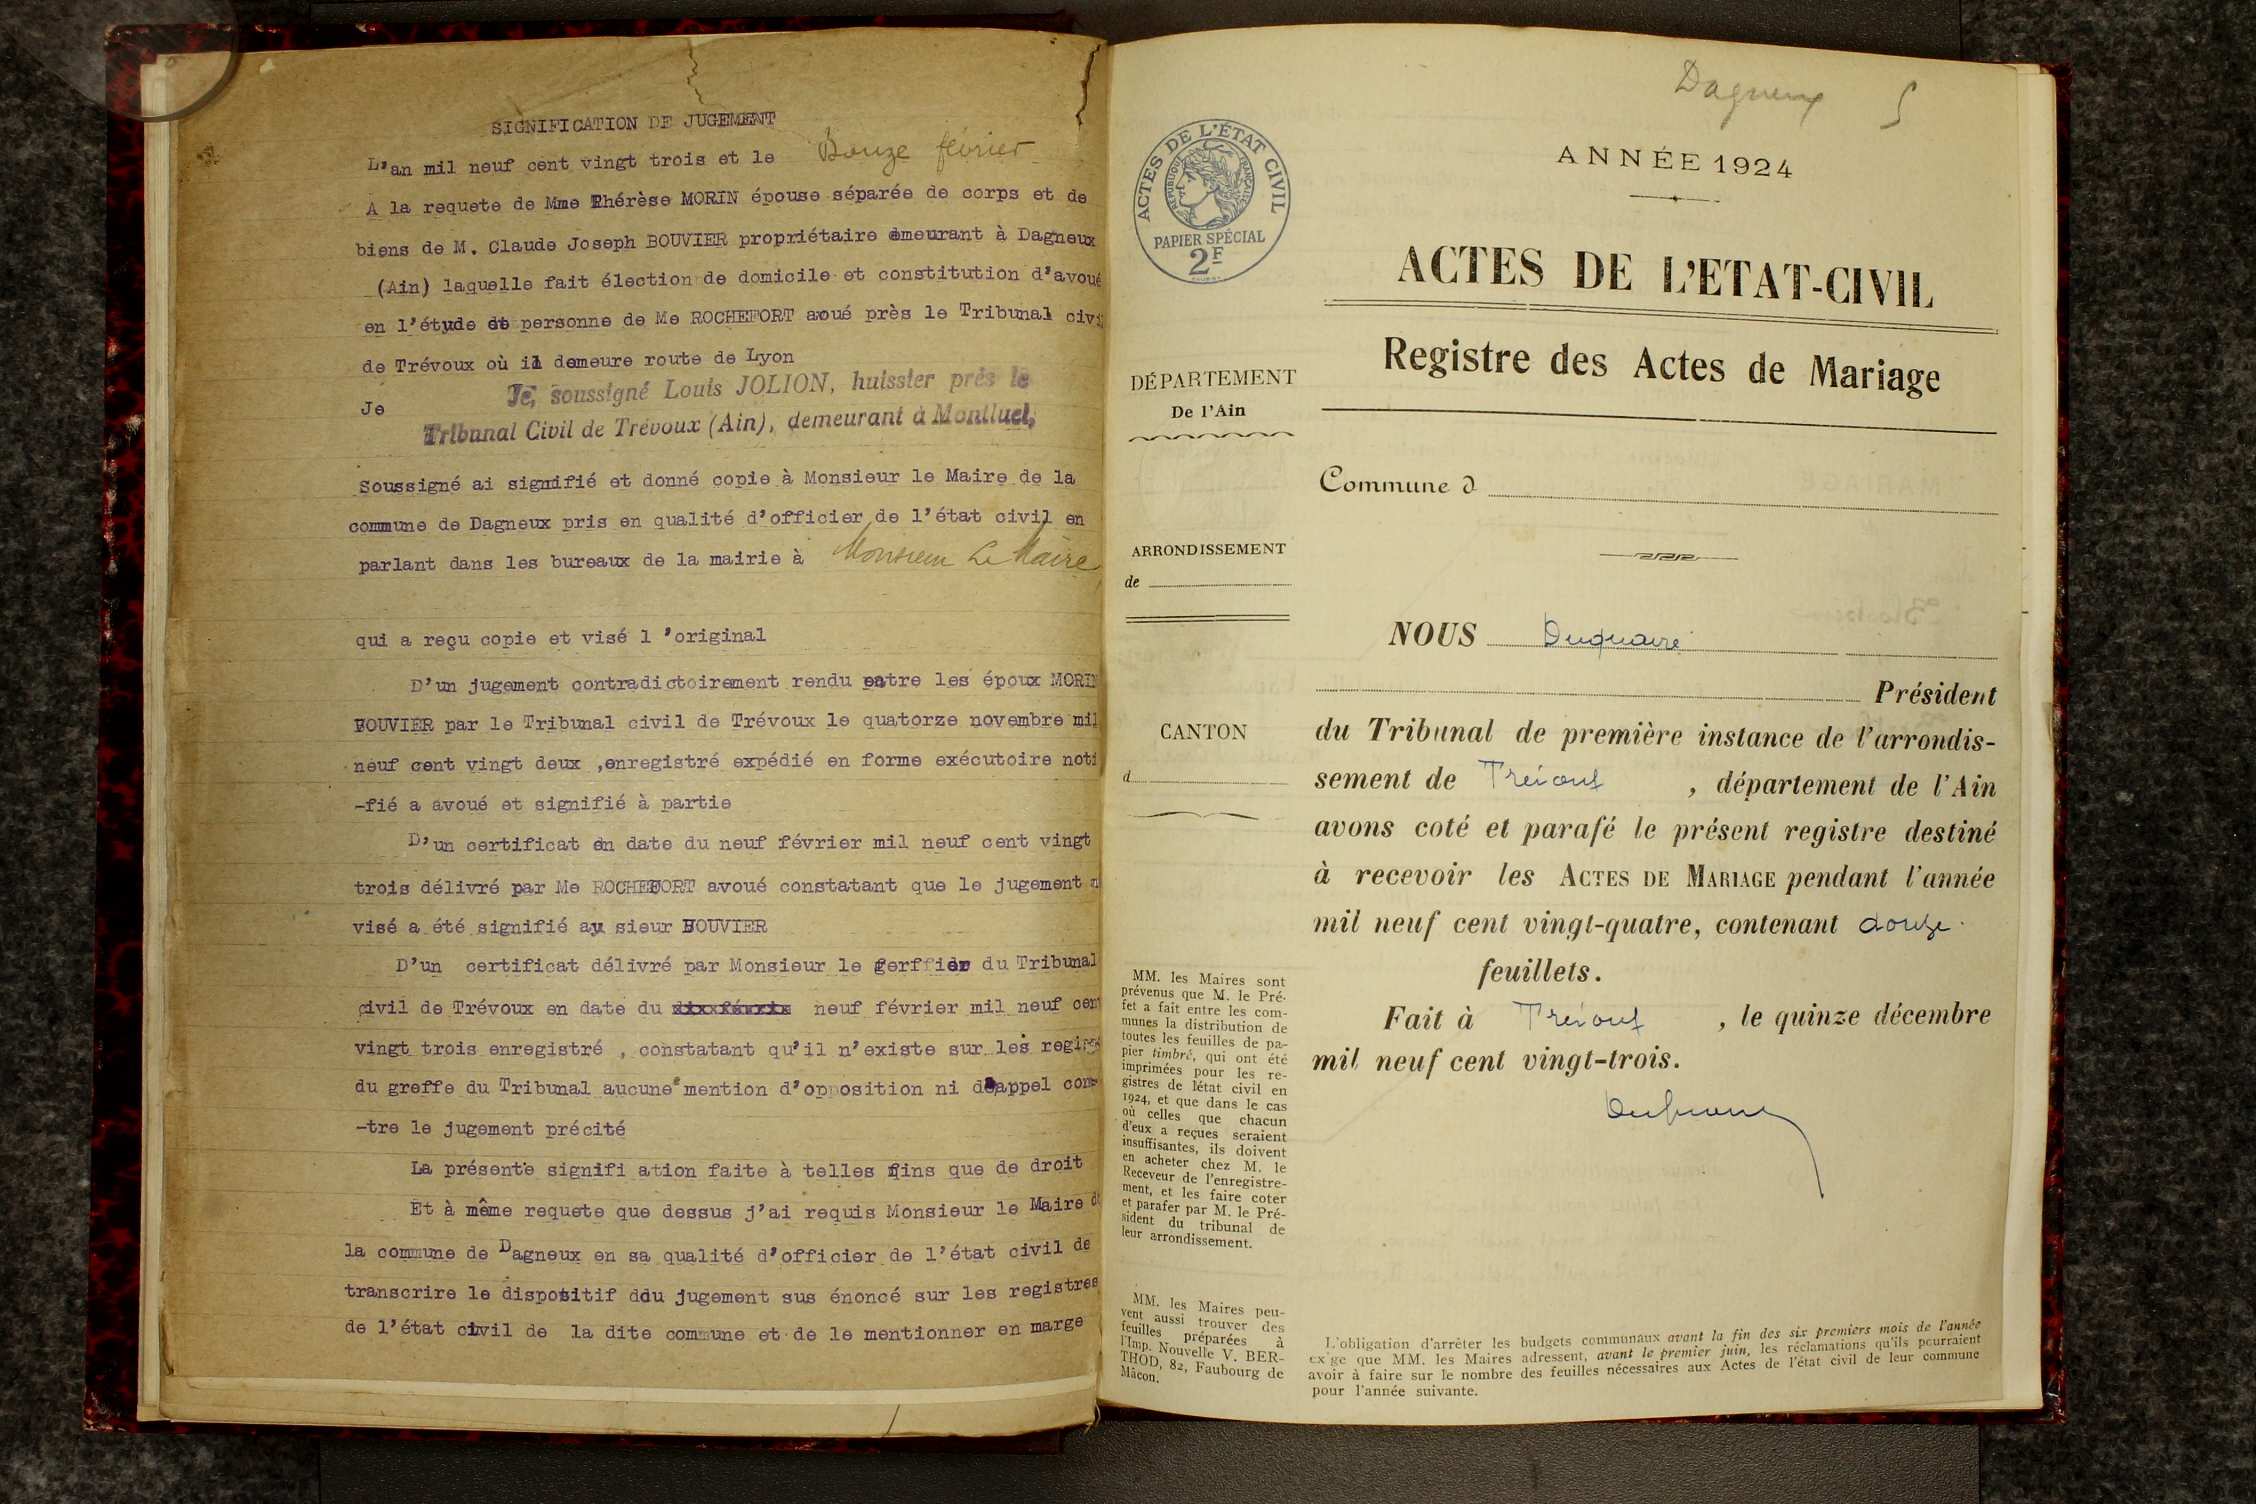 SIGNIFICATION DE JUGEMENT
L'an mil neuf cent vingt trois et le Douze février
A la requete de Mme Thérèse MORIN épouse séparée de corps et de
biens de M. Claude Joseph BOUVIER propriétaire demeurant à Dagneux
(Ain) laquelle fait élection de domicile et constitution d'avoué
en l'étude et personne de Me ROCHEFORT avoué près le Tribunal civi
de Trévoux où il demeure route de Lyon
Je Je, soussigné Louis JOLION, huissier près le
Tribunal Civil de Trévoux (Ain), demeurant à Montluel,
Soussigné ai signifié et donné copie à Monsieur le Maire de la
commune de Dagneux pris en qualité d'officier de l'état civil en
parlant dans les bureaux de la mairie à Monsieur Le Maire
qui a reçu copie et visé l 'original
D'un jugement contradictoirement rendu entre les époux MORIN
BOUVIER par le Tribunal civil de Trévoux le quatorze novembre mil
neuf cent vingt deux ,enregistré expédié en forme exécutoire noti
-fié a avoué et signifié à partie
D'un certificat en date du neuf février mil neuf cent vingt
trois délivré par Me ROCHEFORT avoué constatant que le jugement
visé a été signifié au sieur BOUVIER
D'un certificat délivré par Monsieur le gerffier du Tribunal
civil de Trévoux en date du neuf février mil neuf cent
vingt trois enregistré , constatant qu'il n'existe sur les
du greffe du Tribunal aucune mention d'opposition ni d'appel con-
-tre le jugement précité
La présente signifi ation faite à telles fins que de droit
Et à même requete que dessus j'ai requis Monsieur le Maire de
la commune de Dagneux en sa qualité d'officier de l'état civil de
transcrire le dispositif ddu jugement sus énoncé sur les registres
de l'état civil de la dite commune et de le mentionner en marge
Dagneux 5
ACTES DE L'ÉTAT CIVIL
RÉPUBLIQUE FRANÇAISE
PAPIER SPÉCIAL
2F
ANNÉE 1924
ACTES DE L'ETAT-CIVIL
Registre des Actes de Mariage
DÉPARTEMENT
De l'Ain
Commune d
ARRONDISSEMENT
de
CANTON
d
NOUS Duquaire
Président
du Tribunal de première instance de l'arrondis-
sement de Trévoux , département de l'Ain
avons coté et parafé le présent registre destiné
à recevoir les ACTES DE MARIAGE pendant l'année
mil neuf cent vingt-quatre, contenant douze
feuillets.
Fait à Trévoux , le quinze décembre
mil neuf cent vingt-trois.
MM. les Maires sont
prévenus que M. le Pré-
fet a fait entre les com-
munes la distribution de
toutes les feuilles de pa-
pier timbré, qui ont été
imprimées pour les re-
gistres de létat civil en
1924, et que dans le cas
où celles que chacun
d'eux a reçues seraient
insuffisantes, ils doivent
en acheter chez M. le
Receveur de l'enregistre-
ment, et les faire coter
et parafer par M. le Pré-
sident du tribunal de
leur arrondissement.
MM. les Maires peu-
vent aussi trouver des
feuilles préparées à
l'Imp. Nouvelle V. BER-
THOD, 82, Faubourg de
Mâcon.
L'obligation d'arrêter les budgets communaux avant la fin des six premiers mois de l'année
ex'ge que MM. les Maires adressent, avant le premier juin, les réclamations qu'ils pourraient
avoir à faire sur le nombre des feuilles nécessaires aux Actes de l'état civil de leur commune
pour l'année suivante.